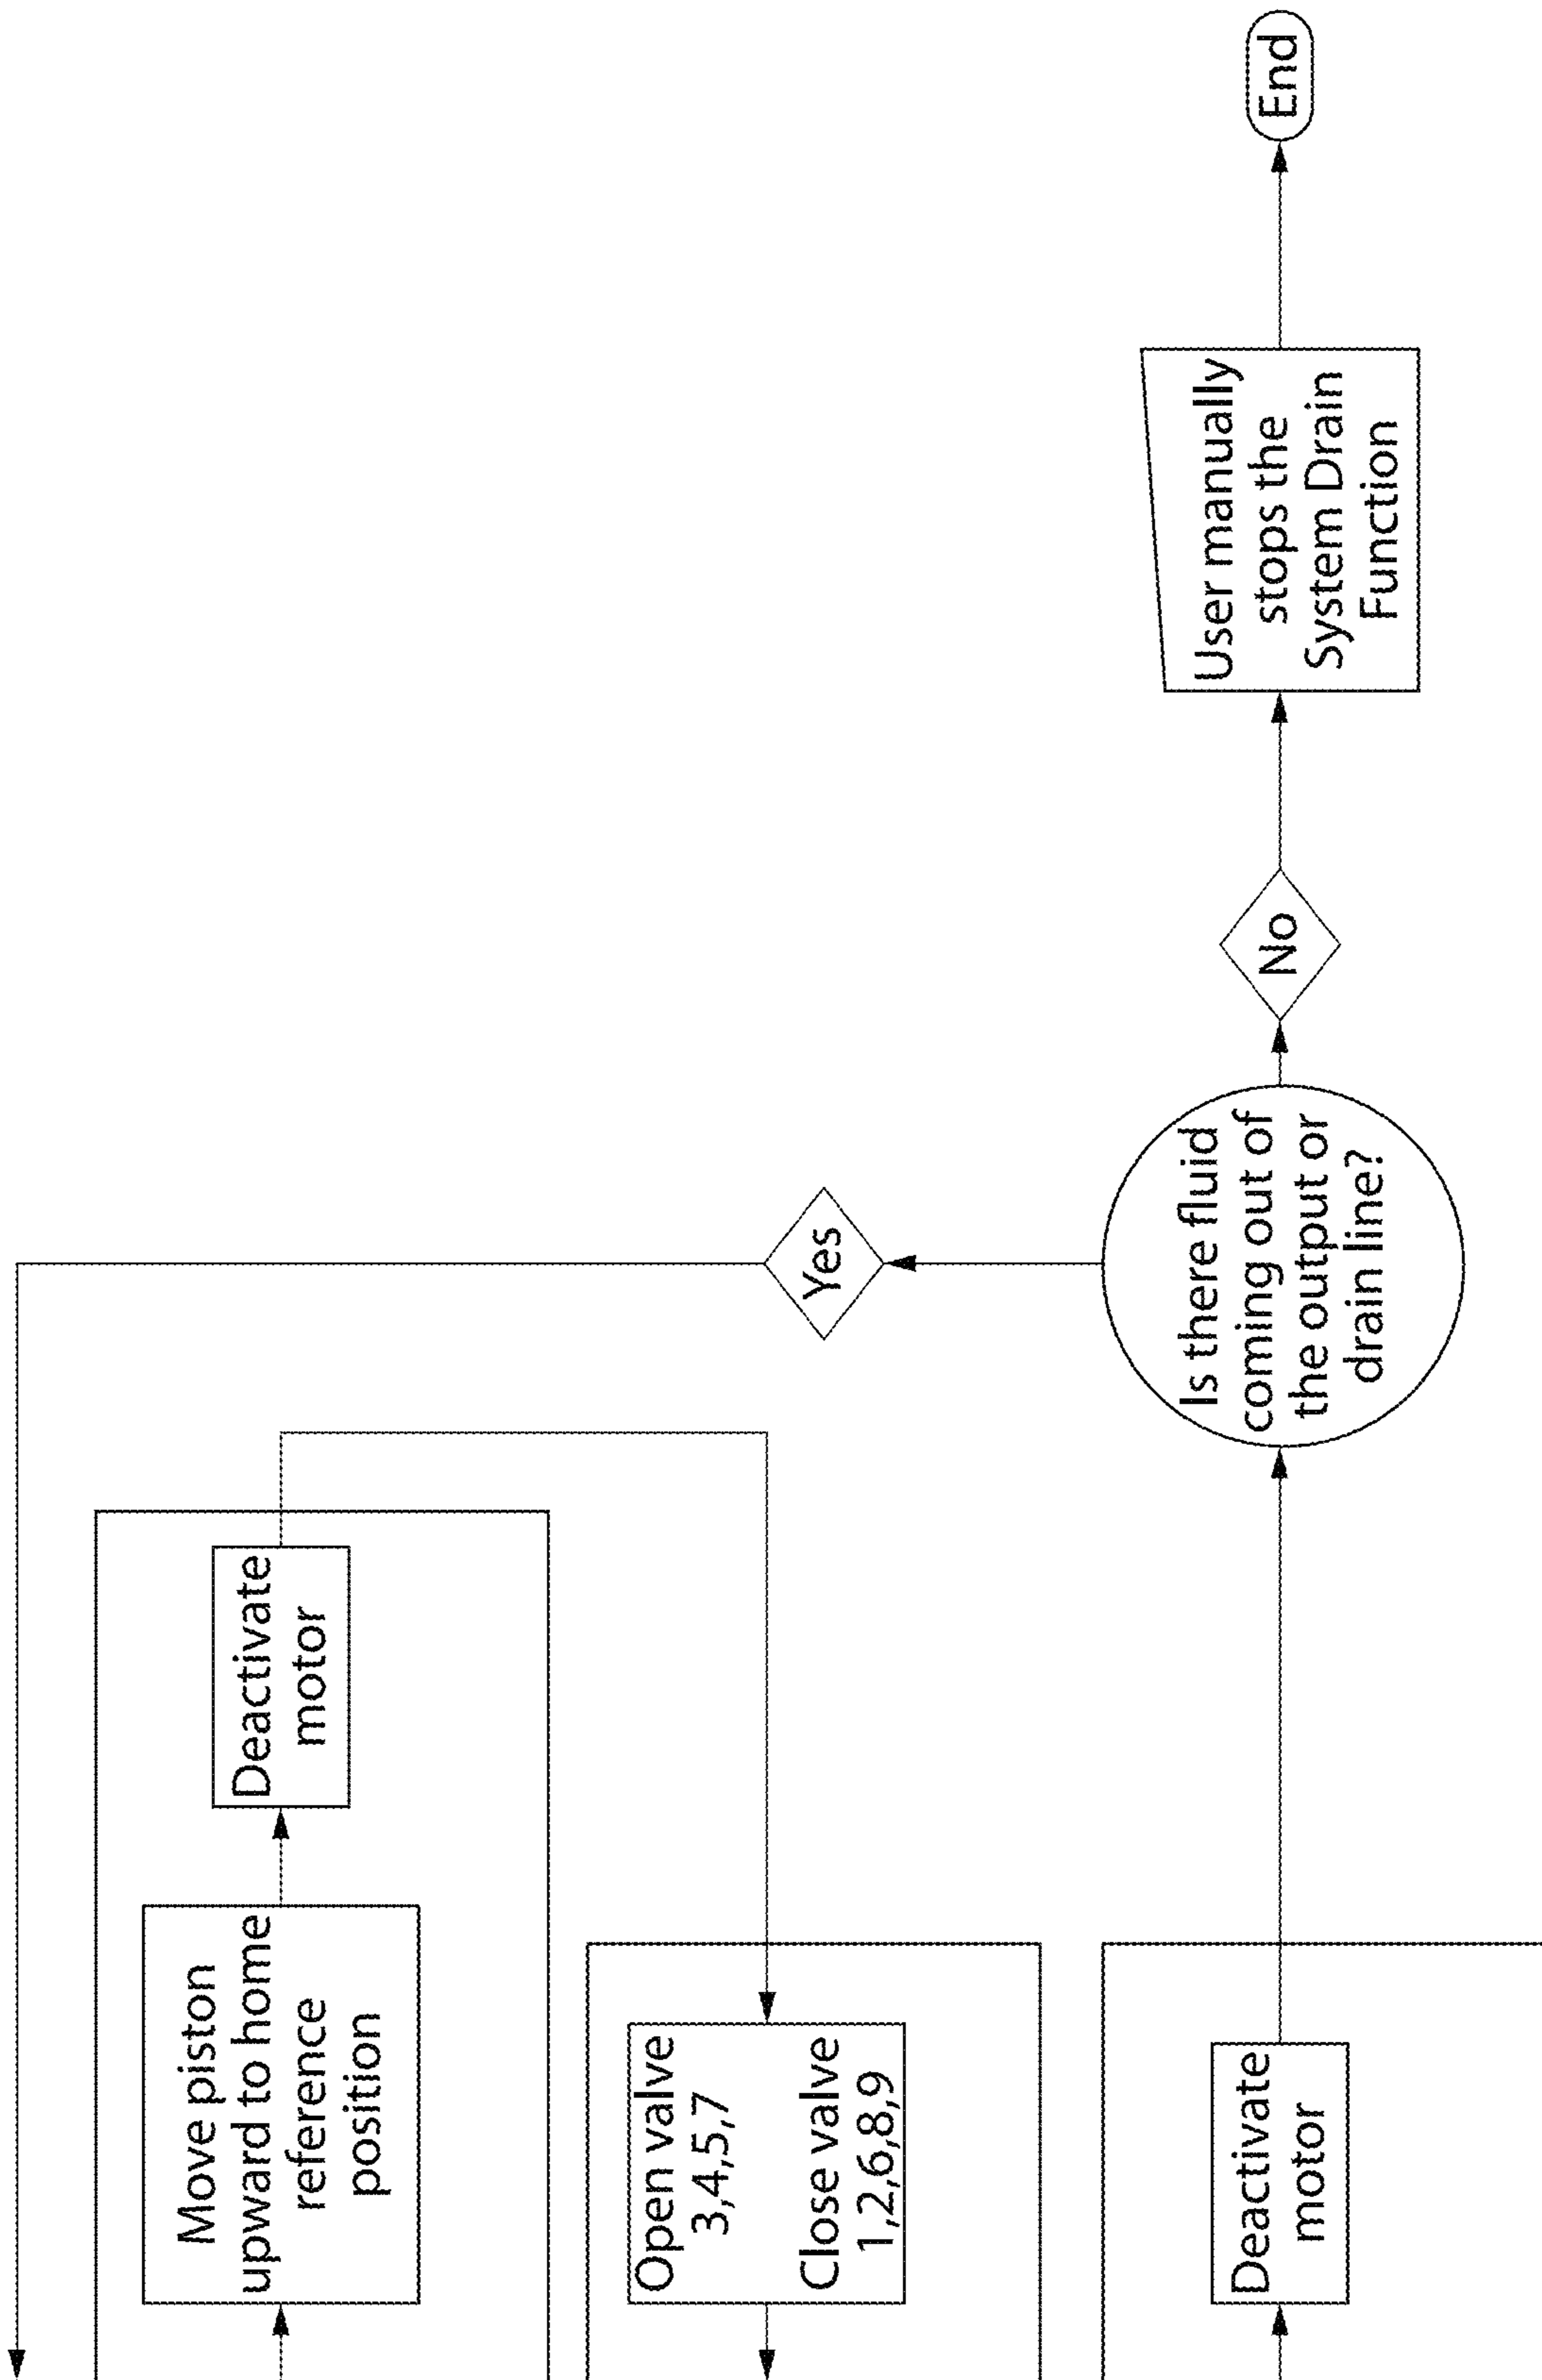 Move piston
upward to home
reference
position
Deactivate
motor
Open valve
3,4,5,7
Close valve
1,2,6,8,9
Deactivate
motor
Is there fluid
coming out of
the output or
drain line?
Yes
No
User manually
stops the
System Drain
Function
End